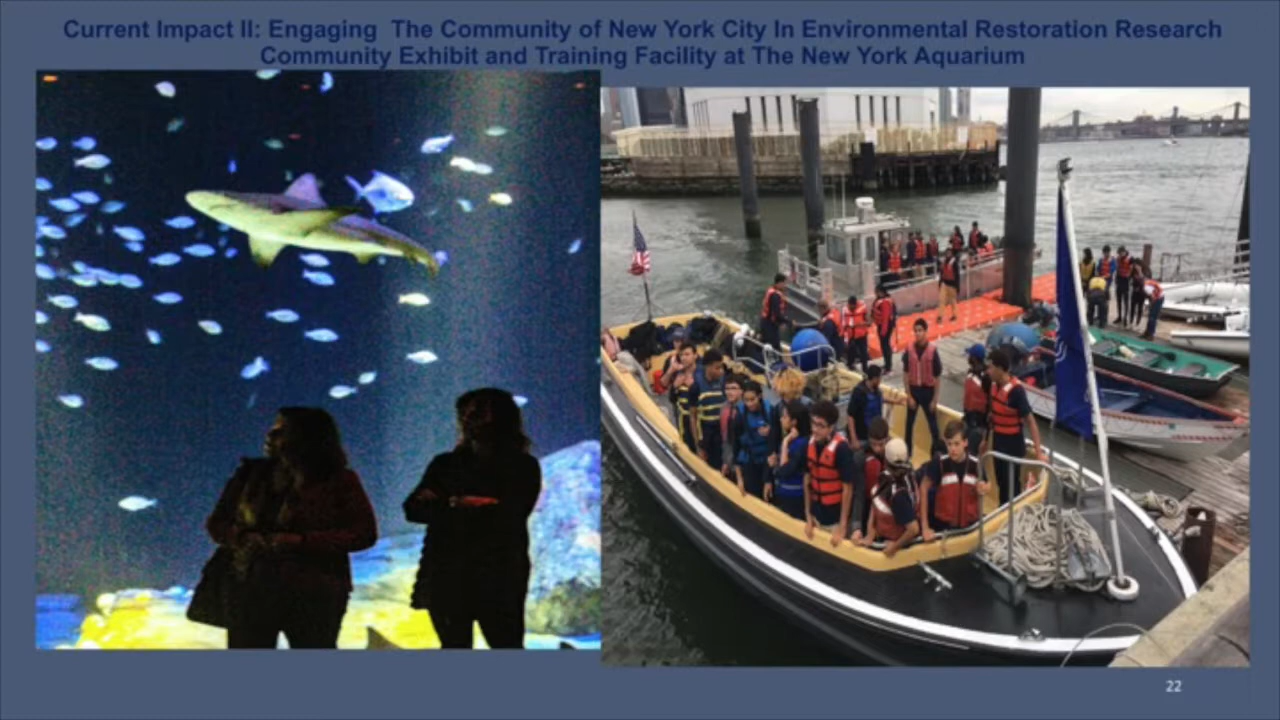 Current Impact II: Engaging The Community of New York City In Environmental Restoration Research
Community Exhibit and Training Facility at The New York Aquarium
22